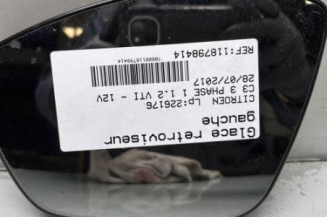 Glace retroviseur
gauche
CITROEN Lp:226176
C3 3 PHASE 1 1.2 VTI - 12V
28/07/2017
10000118798414
REF:118798414